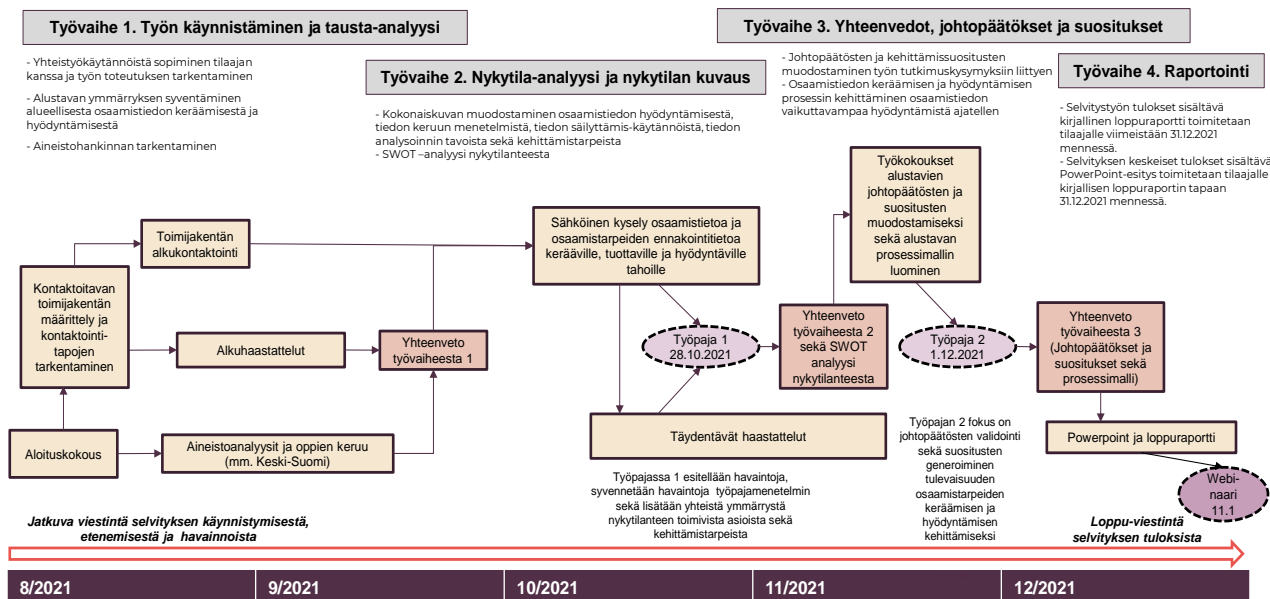 Työvaihe 1. Työn käynnistäminen ja tausta-analyysi
- Yhteistyökäytännöistä sopiminen tilaajan
kanssa ja työn toteutuksen tarkentaminen
- Alustavan ymmärryksen syventäminen
alueellisesta osaamistiedon keräämisestä ja
hyödyntämisestä
- Aineistohankinnan tarkentaminen
Työvaihe 2. Nykytila-analyysi ja nykytilan kuvaus
- Kokonaiskuvan muodostaminen osaamistiedon hyödyntämisestä,
tiedon keruun menetelmistä, tiedon säilyttämis-käytännöistä, tiedon
analysoinnin tavoista sekä kehittämistarpeista
- SWOT –analyysi nykytilanteesta
Työvaihe 3. Yhteenvedot, johtopäätökset ja suositukset
- Johtopäätösten ja kehittämissuositusten
muodostaminen työn tutkimuskysymyksiin liittyen
- Osaamistiedon keräämisen ja hyödyntämisen
prosessin kehittäminen osaamistiedon
vaikuttavampaa hyödyntämistä ajatellen
Työvaihe 4. Raportointi
- Selvitystyön tulokset sisältävä
kirjallinen loppuraportti toimitetaan
tilaajalle viimeistään 31.12.2021
mennessä.
- Selvityksen keskeiset tulokset sisältävä
PowerPoint-esitys toimitetaan tilaajalle
kirjallisen loppuraportin tapaan
31.12.2021 mennessä.
Toimijakentän
alkukontaktointi
Kontaktoitavan
toimijakentän
määrittely ja
kontaktointi-
tapojen
tarkentaminen
Alkuhaastattelut
Yhteenveto
työvaiheesta 1
Aloituskokous
Aineistoanalyysit ja oppien keruu
(mm. Keski-Suomi)
Sähköinen kysely osaamistietoa ja
osaamistarpeiden ennakointitietoa
kerääville, tuottaville ja hyödyntäville
tahoille
Työpaja 1
28.10.2021
Täydentävät haastattelut
Työpajassa 1 esitellään havaintoja,
syvennetään havaintoja työpajamenetelmin
sekä lisätään yhteistä ymmärrystä
nykytilanteen toimivista asioista sekä
kehittämistarpeista
Yhteenveto
työvaiheesta 2
sekä SWOT
analyysi
nykytilanteesta
Työkokoukset
alustavien
johtopäätösten ja
suositusten
muodostamiseksi
sekä alustavan
prosessimallin
luominen
Työpaja 2
1.12.2021
Työpajan 2 fokus on
johtopäätösten validointi
sekä suositusten
generoiminen
tulevaisuuden
osaamistarpeiden
keräämisen ja
hyödyntämisen
kehittämiseksi
Yhteenveto
työvaiheesta 3
(Johtopäätökset ja
suositukset sekä
prosessimalli)
Powerpoint ja loppuraportti
Webi-
naari
11.1
Jatkuva viestintä selvityksen käynnistymisestä,
etenemisestä ja havainnoista
Loppu-viestintä
selvityksen tuloksista
8/2021
9/2021
10/2021
11/2021
12/2021